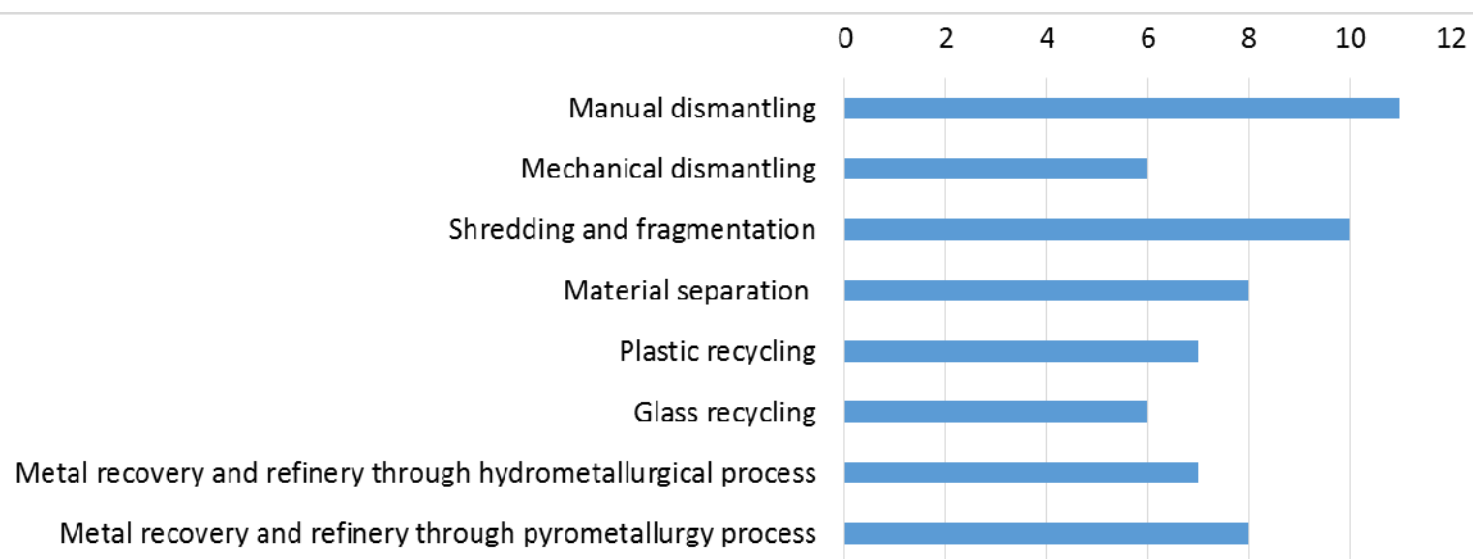 0 2 4 6 8 10 12
Manual dismantling
Mechanical dismantling
Shredding and fragmentation
Material separation
Plastic recycling
Glass recycling
Metal recovery and refinery through hydrometallurgical process
Metal recovery and refinery through pyrometallurgy process